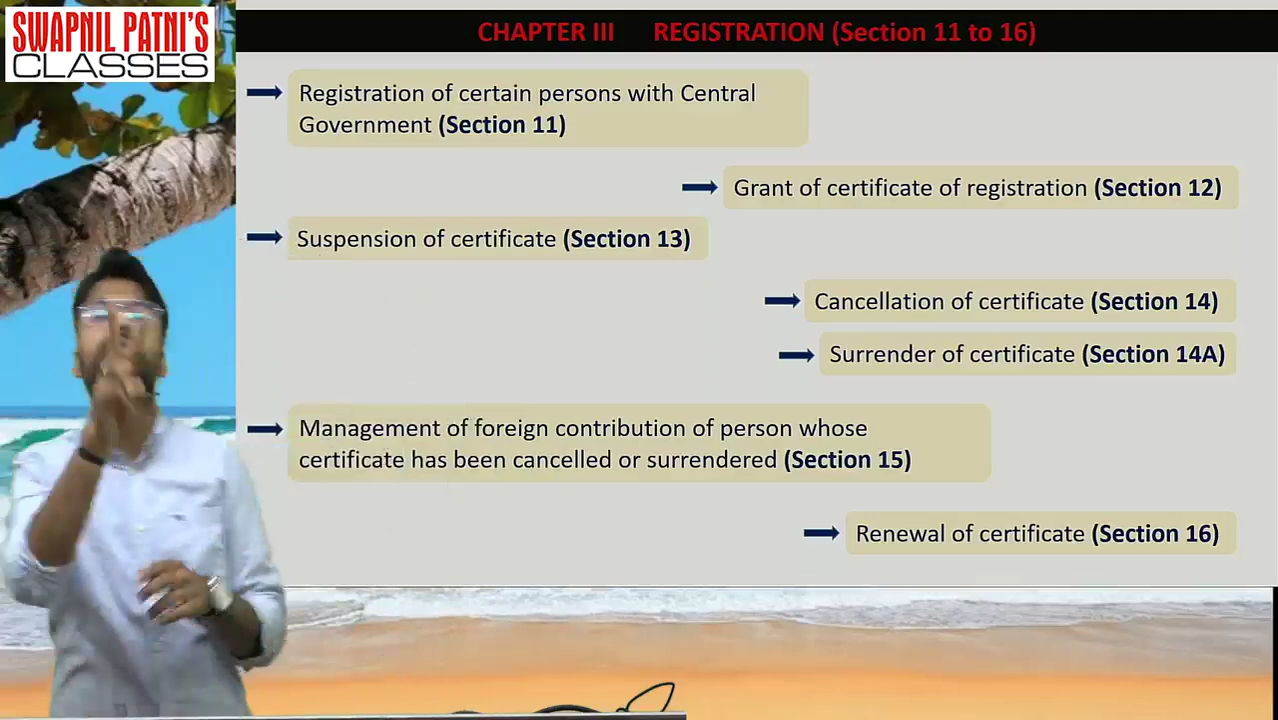 SWAPNIL PATNI'S
CLASSES
CHAPTER III REGISTRATION (Section 11 to 16)
Registration of certain persons with Central
Government (Section 11)
Grant of certificate of registration (Section 12)
Suspension of certificate (Section 13)
Cancellation of certificate (Section 14)
Surrender of certificate (Section 14A)
Management of foreign contribution of person whose
certificate has been cancelled or surrendered (Section 15)
Renewal of certificate (Section 16)